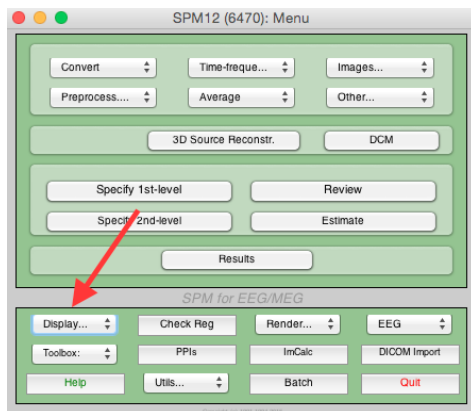 SPM12 (6470): Menu
Convert Time-freque... Images...
Preprocess.... Average Other...
3D Source Reconstr. DCM
Specify 1st-level Review
Specify 2nd-level Estimate
Results
SPM for EEG/MEG
Display... Check Reg Render... EEG
Toolbox: PPIs ImCalc DICOM Import
Help Utils... Batch Quit